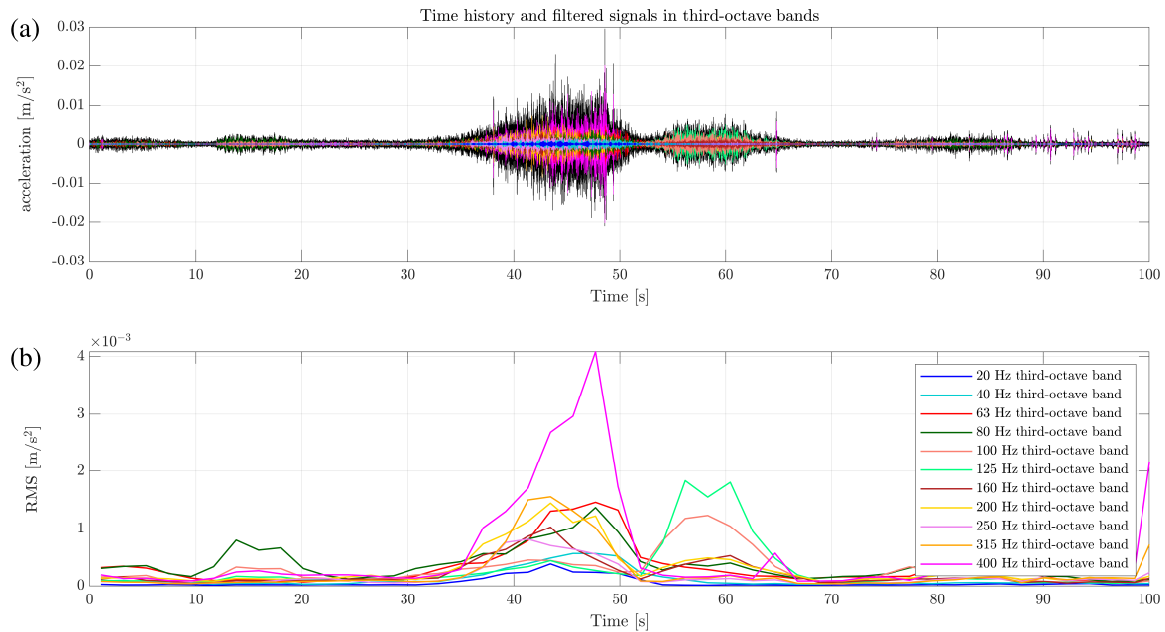 (a)
Time history and filtered signals in third-octave bands
acceleration [m/s²]
0.03
0.02
0.01
0
-0.01
-0.02
-0.03
0 10 20 30 40 50 60 70 80 90 100
Time [s]
(b)
×10⁻³
RMS [m/s²]
4
3
2
1
0
20 Hz third-octave band
40 Hz third-octave band
63 Hz third-octave band
80 Hz third-octave band
100 Hz third-octave band
125 Hz third-octave band
160 Hz third-octave band
200 Hz third-octave band
250 Hz third-octave band
315 Hz third-octave band
400 Hz third-octave band
0 10 20 30 40 50 60 70 80 90 100
Time [s]